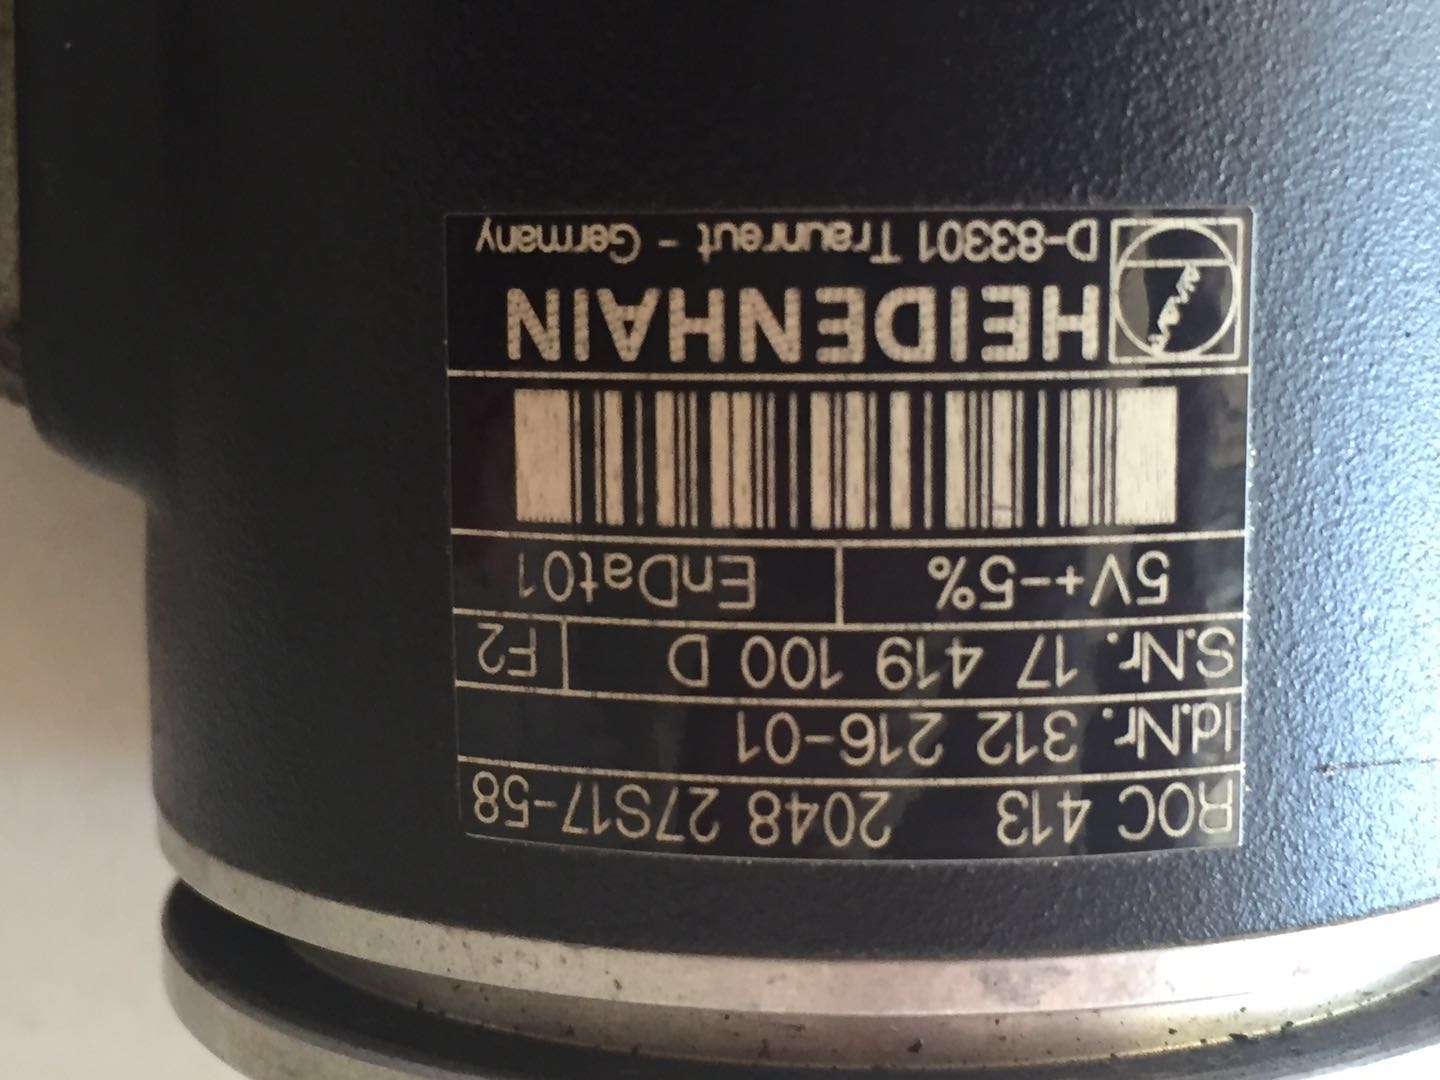 ROC 413 2048 27S17-58
Id.Nr. 312 216-01
S.Nr. 17 419 100 D F2
5V+-5% EnDat01
HEIDENHAIN
D-83301 Traunreut - Germany